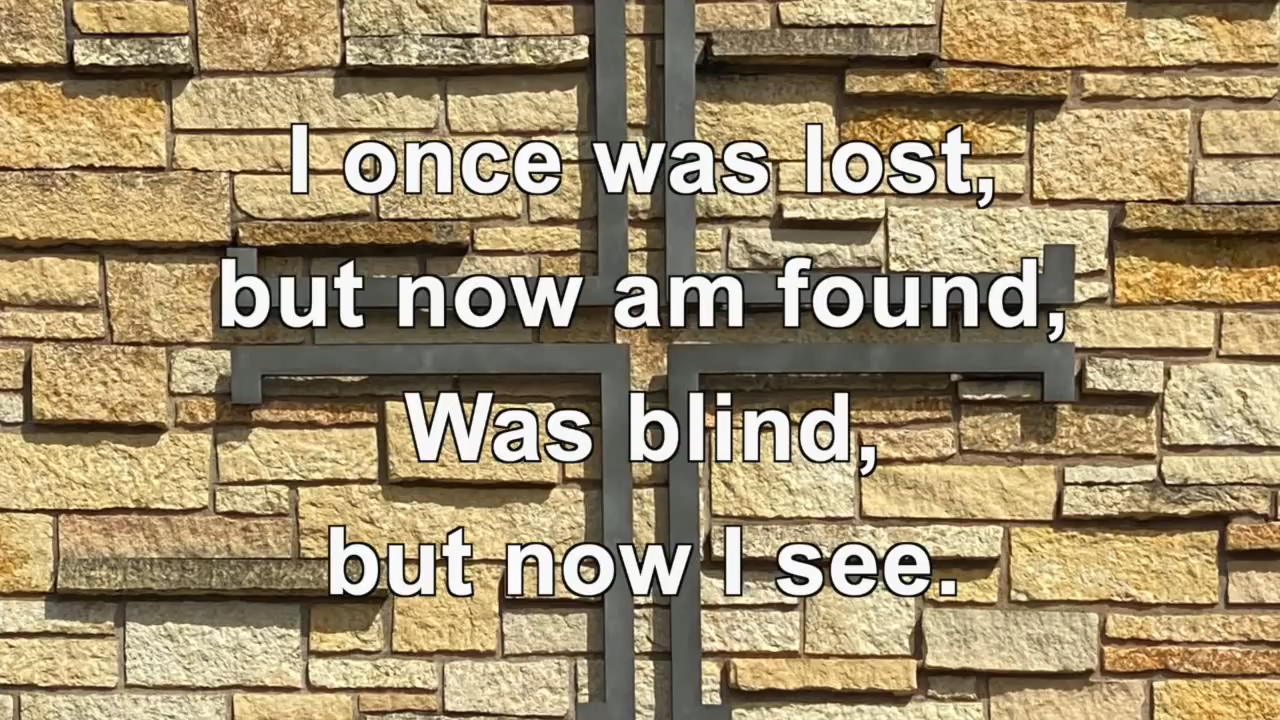 I once was lost,
but now am found,
Was blind,
but now I see.